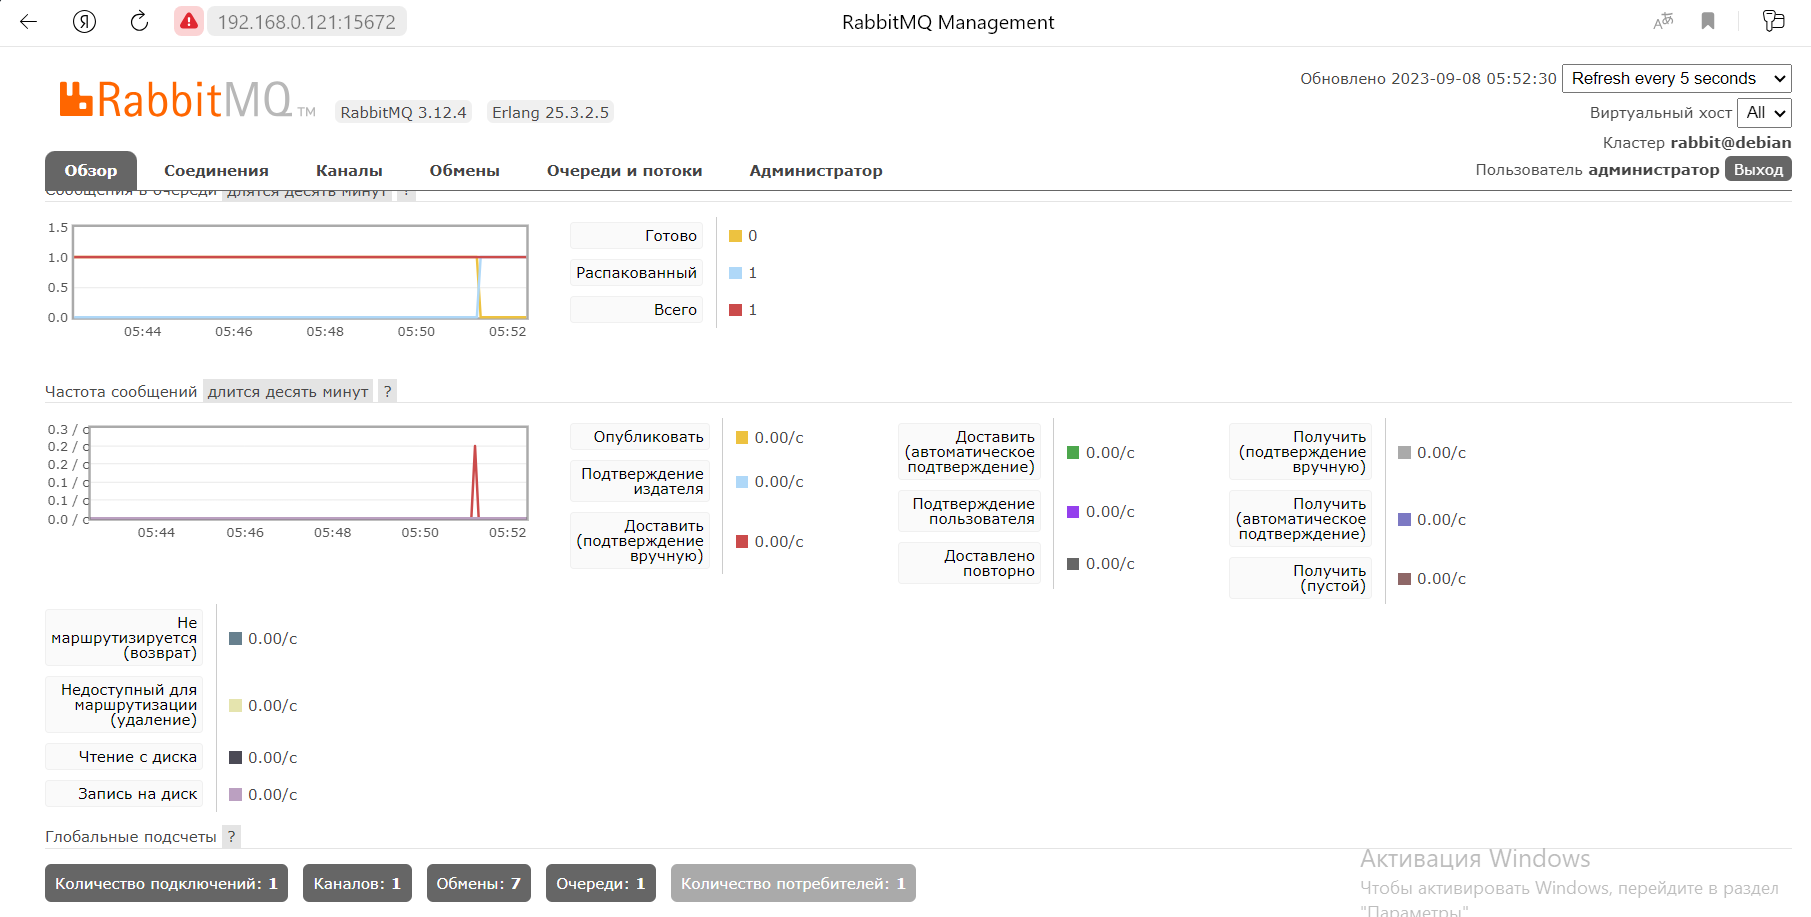 192.168.0.121:15672
RabbitMQ Management
RabbitMQ TM
RabbitMQ 3.12.4
Erlang 25.3.2.5
Обновлено 2023-09-08 05:52:30 Refresh every 5 seconds
Виртуальный хост All
Кластер rabbit@debian
Пользователь администратор Выход
Обзор Соединения Каналы Обмены Очереди и потоки Администратор
Сообщения в очереди длятся десять минут ?
1.5
1.0
0.5
0.0
05:44 05:46 05:48 05:50 05:52
Готово 0
Распакованный 1
Всего 1
Частота сообщений длится десять минут ?
0.3 / с
0.2 / с
0.2 / с
0.1 / с
0.1 / с
0.0 / с
05:44 05:46 05:48 05:50 05:52
Опубликовать 0.00/с
Подтверждение
издателя 0.00/с
Доставить
(подтверждение
вручную) 0.00/с
Доставить
(автоматическое
подтверждение) 0.00/с
Подтверждение
пользователя 0.00/с
Доставлено
повторно 0.00/с
Получить
(подтверждение
вручную) 0.00/с
Получить
(автоматическое
подтверждение) 0.00/с
Получить
(пустой) 0.00/с
Не
маршрутизируется
(возврат) 0.00/с
Недоступный для
маршрутизации
(удаление) 0.00/с
Чтение с диска 0.00/с
Запись на диск 0.00/с
Глобальные подсчеты ?
Количество подключений: 1 Каналов: 1 Обмены: 7 Очереди: 1 Количество потребителей: 1
Активация Windows
Чтобы активировать Windows, перейдите в раздел
"Параметры"